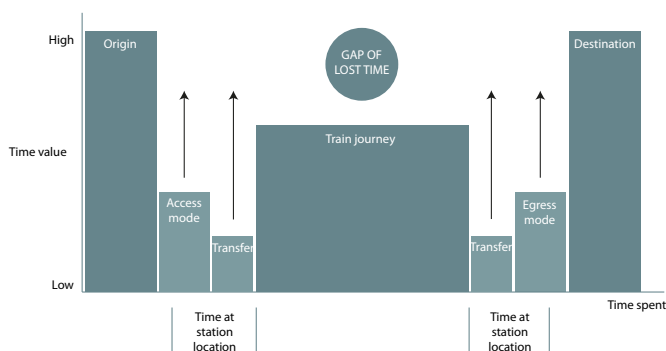 High
Origin
GAP OF
LOST TIME
Destination
Time value
Train journey
Access
mode
Egress
mode
Transfer
Transfer
Low
Time spent
Time at
station
location
Time at
station
location